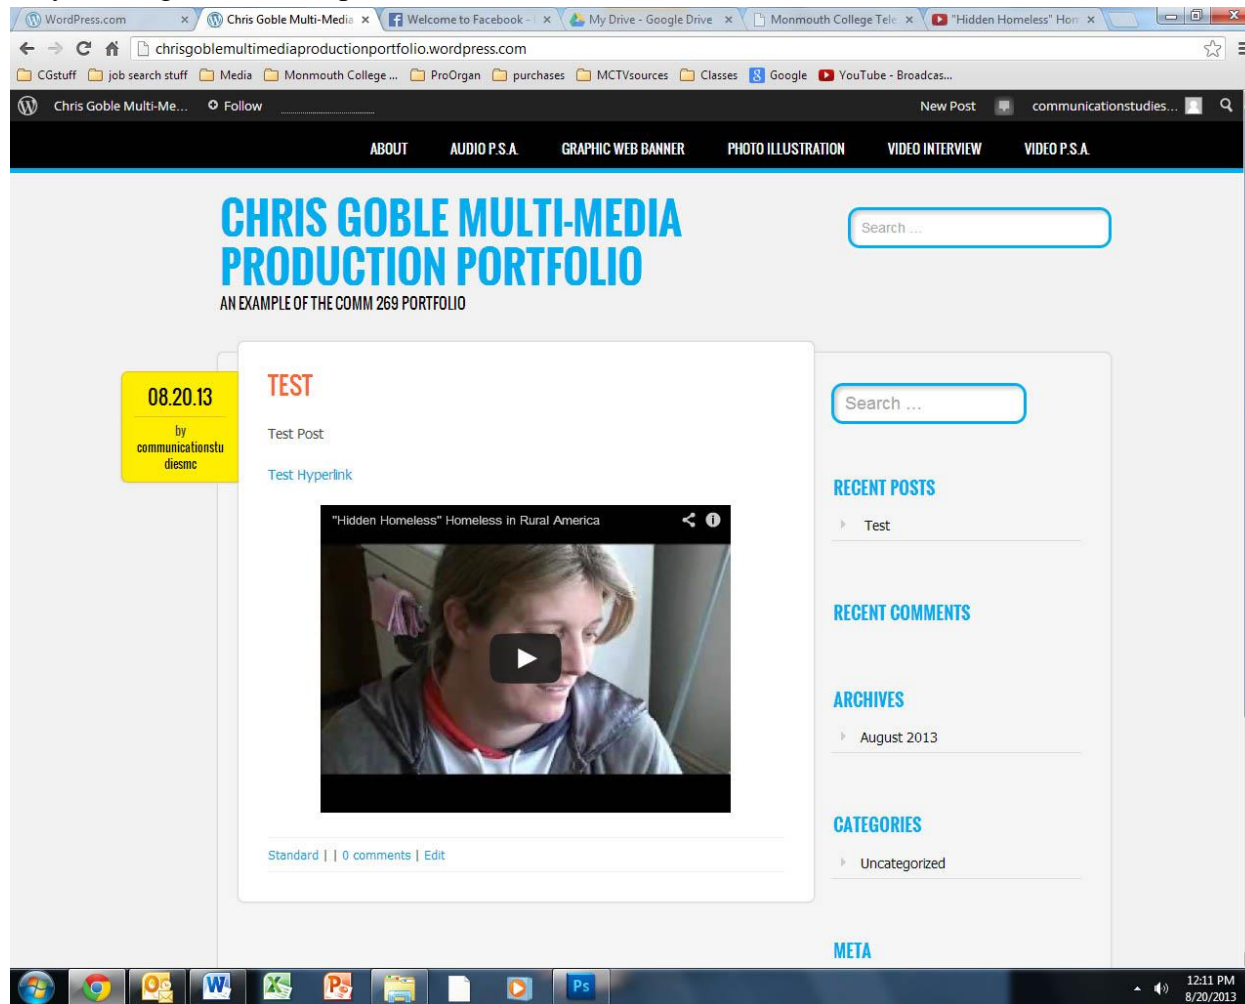 WordPress.com
Chris Goble Multi-Media
Welcome to Facebook -
My Drive - Google Drive
Monmouth College Tele
"Hidden Homeless" Hom
chrisgoblemultimediaproductionportfolio.wordpress.com
CGstuff job search stuff Media Monmouth College ... ProOrgan purchases MCTVsources Classes Google YouTube - Broadcas...
Chris Goble Multi-Me... Follow New Post communicationstudies...
ABOUT AUDIO P.S.A. GRAPHIC WEB BANNER PHOTO ILLUSTRATION VIDEO INTERVIEW VIDEO P.S.A.
CHRIS GOBLE MULTI-MEDIA
PRODUCTION PORTFOLIO
AN EXAMPLE OF THE COMM 269 PORTFOLIO
Search ...
08.20.13
by
communicationstu
diesmc
TEST
Test Post
Test Hyperlink
"Hidden Homeless" Homeless in Rural America
Standard | | 0 comments | Edit
Search ...
RECENT POSTS
Test
RECENT COMMENTS
ARCHIVES
August 2013
CATEGORIES
Uncategorized
META
Ps
12:11 PM
8/20/2013